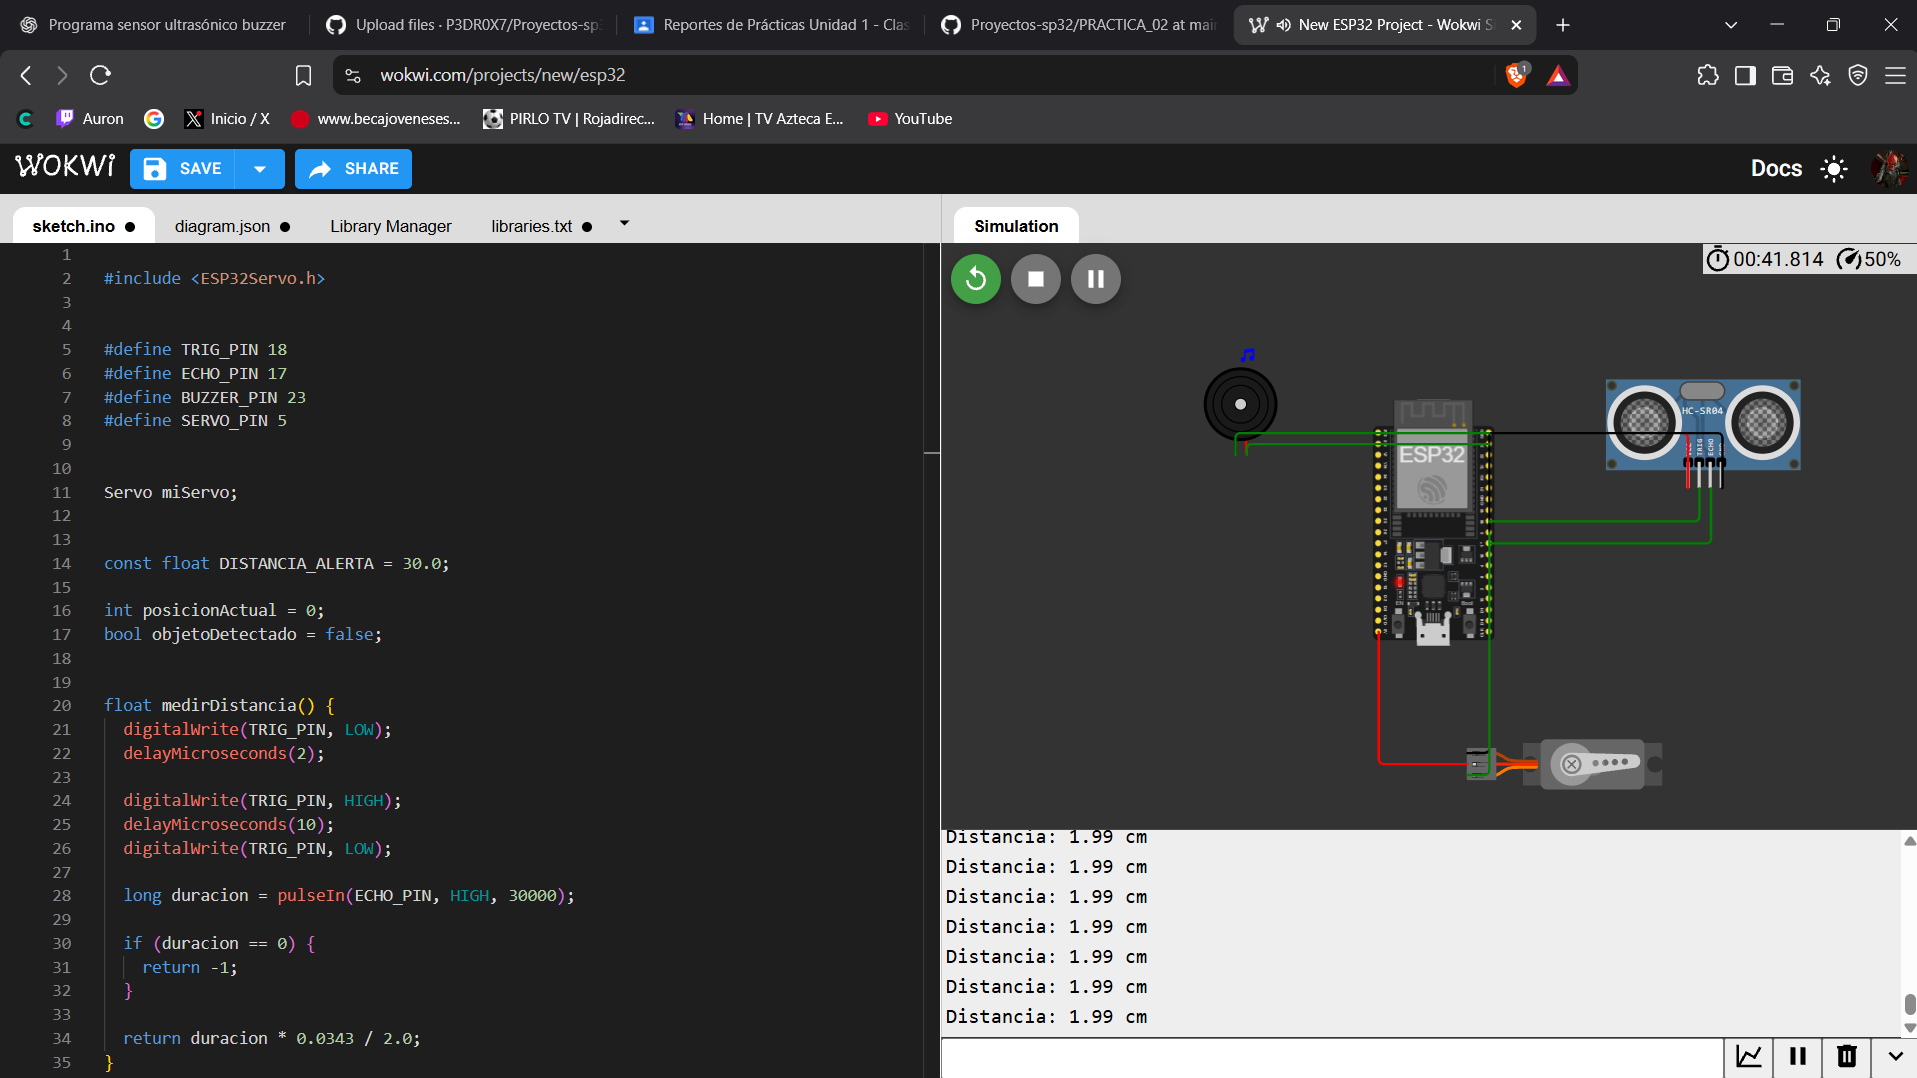 Programa sensor ultrasónico buzzer
Upload files · P3DR0X7/Proyectos-sp
Reportes de Prácticas Unidad 1 - Clas
Proyectos-sp32/PRACTICA_02 at mai
New ESP32 Project - Wokwi S
wokwi.com/projects/new/esp32
1
Auron
Inicio / X
www.becajoveneses...
PIRLO TV | Rojadirec...
Home | TV Azteca E...
YouTube
WOKWi
SAVE
SHARE
Docs
sketch.ino
diagram.json
Library Manager
libraries.txt
Simulation
00:41.814
50%
1
2 #include <ESP32Servo.h>
3
4
5 #define TRIG_PIN 18
6 #define ECHO_PIN 17
7 #define BUZZER_PIN 23
8 #define SERVO_PIN 5
9
10
11 Servo miServo;
12
13
14 const float DISTANCIA_ALERTA = 30.0;
15
16 int posicionActual = 0;
17 bool objetoDetectado = false;
18
19
20 float medirDistancia() {
21 digitalWrite(TRIG_PIN, LOW);
22 delayMicroseconds(2);
23
24 digitalWrite(TRIG_PIN, HIGH);
25 delayMicroseconds(10);
26 digitalWrite(TRIG_PIN, LOW);
27
28 long duracion = pulseIn(ECHO_PIN, HIGH, 30000);
29
30 if (duracion == 0) {
31 return -1;
32 }
33
34 return duracion * 0.0343 / 2.0;
35 }
ESP32
HC-SR04
TRIG
ECHO
Distancia: 1.99 cm
Distancia: 1.99 cm
Distancia: 1.99 cm
Distancia: 1.99 cm
Distancia: 1.99 cm
Distancia: 1.99 cm
Distancia: 1.99 cm